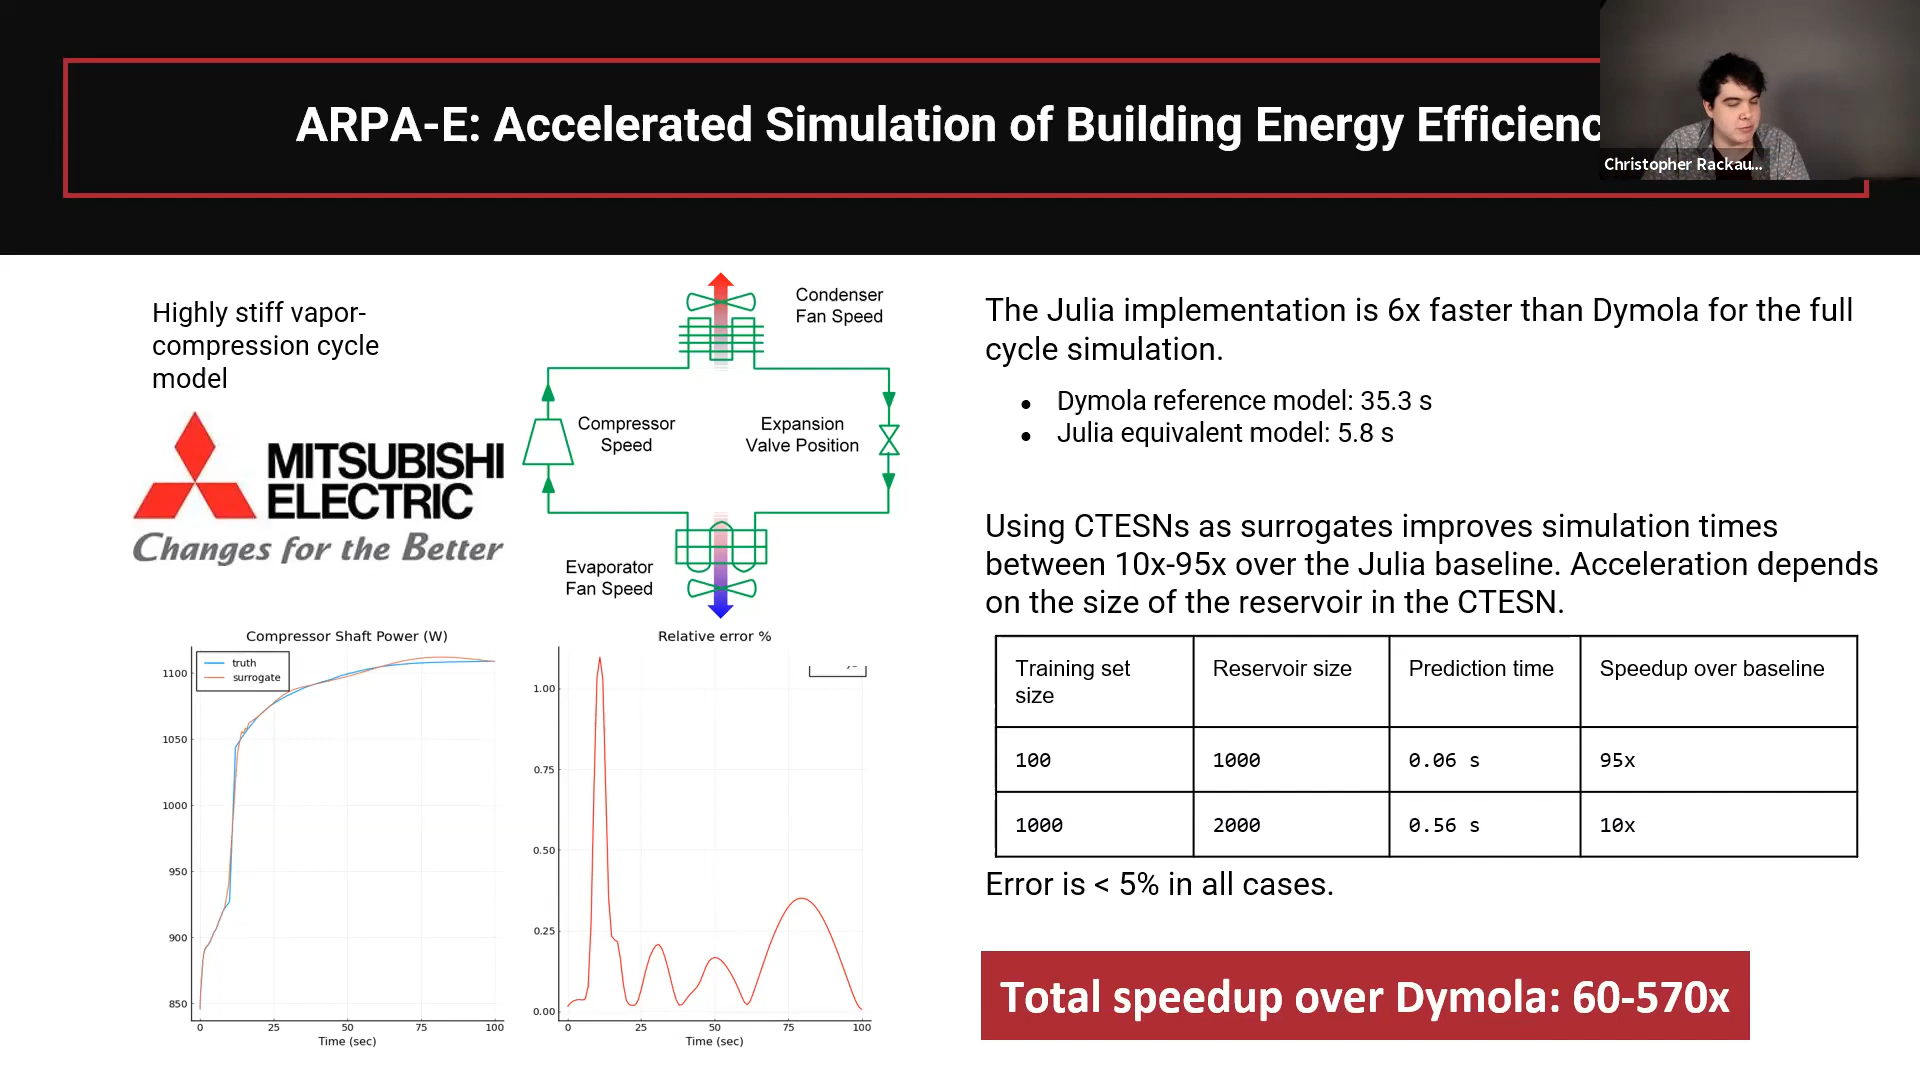 ARPA-E: Accelerated Simulation of Building Energy Efficienc
Christopher Rackau...
Highly stiff vapor-
compression cycle
model
MITSUBISHI
ELECTRIC
Changes for the Better
Condenser
Fan Speed
Compressor
Speed
Expansion
Valve Position
Evaporator
Fan Speed
Compressor Shaft Power (W)
truth
surrogate
1100
1050
1000
950
900
850
0 25 50 75 100
Time (sec)
Relative error %
1.00
0.75
0.50
0.25
0.00
0 25 50 75 100
Time (sec)
The Julia implementation is 6x faster than Dymola for the full
cycle simulation.
● Dymola reference model: 35.3 s
● Julia equivalent model: 5.8 s
Using CTESNs as surrogates improves simulation times
between 10x-95x over the Julia baseline. Acceleration depends
on the size of the reservoir in the CTESN.
Training set
size
Reservoir size
Prediction time
Speedup over baseline
100 1000 0.06 s 95x
1000 2000 0.56 s 10x
Error is < 5% in all cases.
Total speedup over Dymola: 60-570x